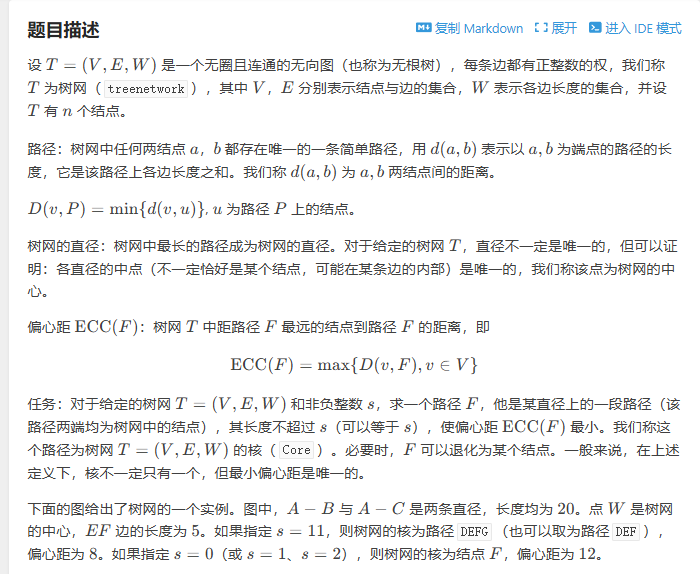 题目描述
复制 Markdown 展开 进入 IDE 模式
设 T = (V, E, W) 是一个无圈且连通的无向图（也称为无根树），每条边都有正整数的权，我们称
T 为树网（ treenetwork ），其中 V，E 分别表示结点与边的集合，W 表示各边长度的集合，并设
T 有 n 个结点。
路径：树网中任何两结点 a，b 都存在唯一的一条简单路径，用 d(a, b) 表示以 a, b 为端点的路径的长
度，它是该路径上各边长度之和。我们称 d(a, b) 为 a, b 两结点间的距离。
D(v, P) = min{d(v, u)}, u 为路径 P 上的结点。
树网的直径：树网中最长的路径成为树网的直径。对于给定的树网 T，直径不一定是唯一的，但可以证
明：各直径的中点（不一定恰好是某个结点，可能在某条边的内部）是唯一的，我们称该点为树网的中
心。
偏心距 ECC(F)：树网 T 中距路径 F 最远的结点到路径 F 的距离，即
ECC(F) = max{D(v, F), v ∈ V}
任务：对于给定的树网 T = (V, E, W) 和非负整数 s，求一个路径 F，他是某直径上的一段路径（该
路径两端均为树网中的结点），其长度不超过 s（可以等于 s），使偏心距 ECC(F) 最小。我们称这
个路径为树网 T = (V, E, W) 的核（ Core ）。必要时，F 可以退化为某个结点。一般来说，在上述
定义下，核不一定只有一个，但最小偏心距是唯一的。
下面的图给出了树网的一个实例。图中，A − B 与 A − C 是两条直径，长度均为 20。点 W 是树网
的中心，EF 边的长度为 5。如果指定 s = 11，则树网的核为路径 DEFG （也可以取为路径 DEF ），
偏心距为 8。如果指定 s = 0（或 s = 1、s = 2），则树网的核为结点 F，偏心距为 12。